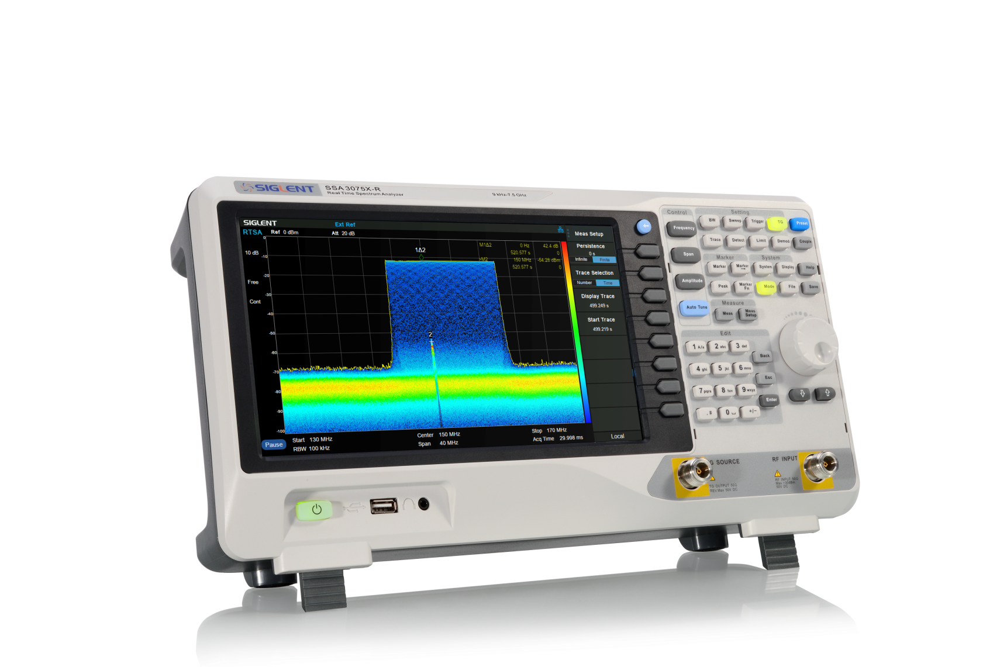 SIGLENT
SSA 3075X-R
Real Time Spectrum Analyzer
9 kHz-7.5 GHz
SIGLENT
Ext Ref
RTSA Ref 0 dBm Att 20 dB
10 dB
Free
Cont
0
-10
-20
-30
-40
-50
-60
-70
-80
-90
-100
1Δ2
2
M1Δ2 0 Hz 42.4 dB
520.577 s 0
>M2 150 MHz -54.28 dBm
520.577 s 0
Pause
Start 130 MHz
RBW 100 kHz
Center 150 MHz
Span 40 MHz
Stop 170 MHz
Acq Time 29.998 ms
Meas Setup
Persistence
0 s
Infinite Finite
Trace Selection
Number Time
Display Trace
499.249 s
Start Trace
499.219 s
Local
Control
Frequency
Span
Amplitude
Auto Tune
Setting
BW Sweep Trigger TG Preset
Trace Detect Limit Demod Couple
Marker System
Marker Marker System Display Help
Peak Marker Fn Mode File Save
Measure
Meas Meas Setup
Edit
1 A/a 2 abc 3 def
4 ghi 5 jkl 6 mno
7 pqrs 8 tuv 9 wxyz
. # 0 +/−
Back
Esc
Enter
G SOURCE
TG OUTPUT 50Ω
REV-Max 50V DC
RF INPUT
RF INPUT 50Ω
Max +30dBm
50V DC